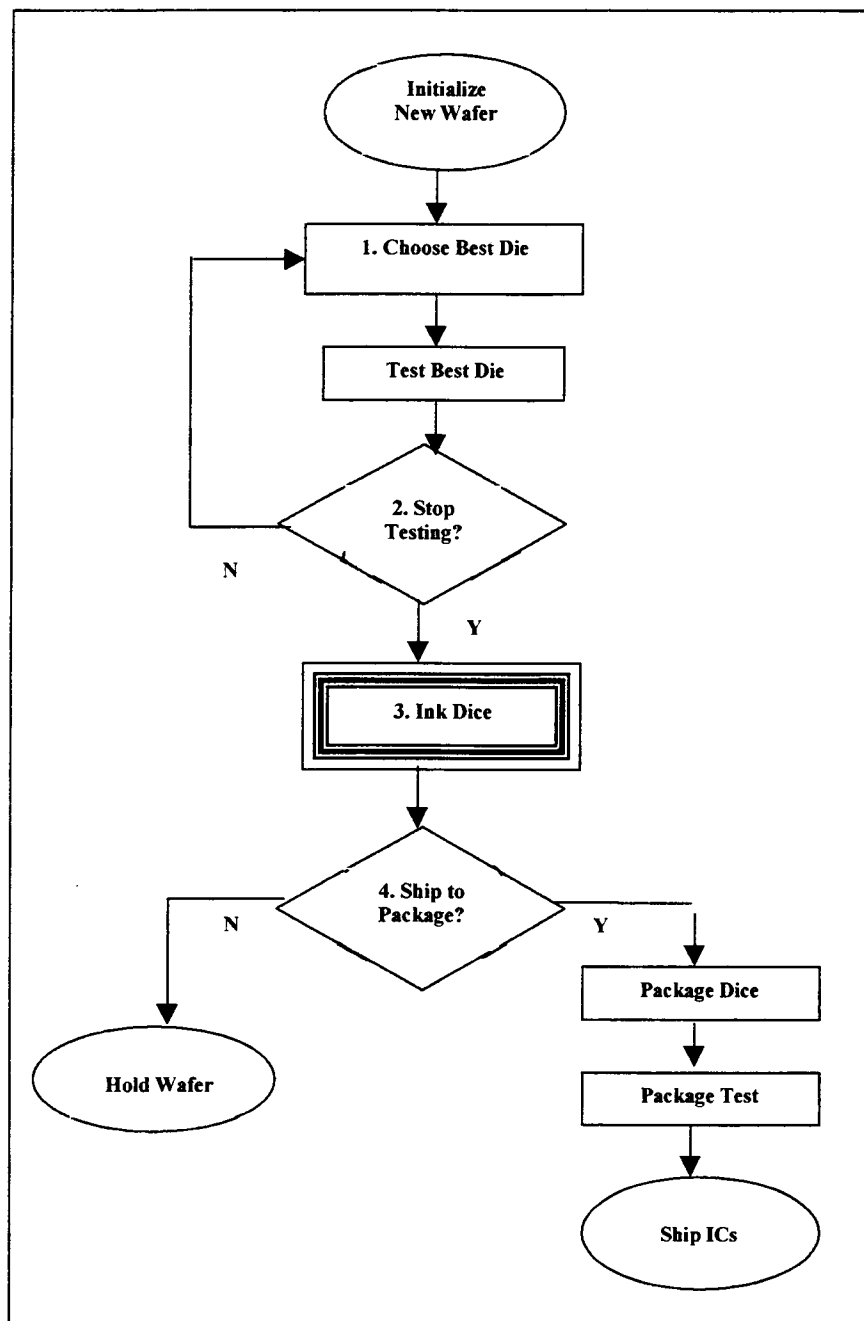 Initialize
New Wafer
1. Choose Best Die
Test Best Die
2. Stop
Testing?
N
Y
3. Ink Dice
4. Ship to
Package?
N
Y
Package Dice
Hold Wafer
Package Test
Ship ICs